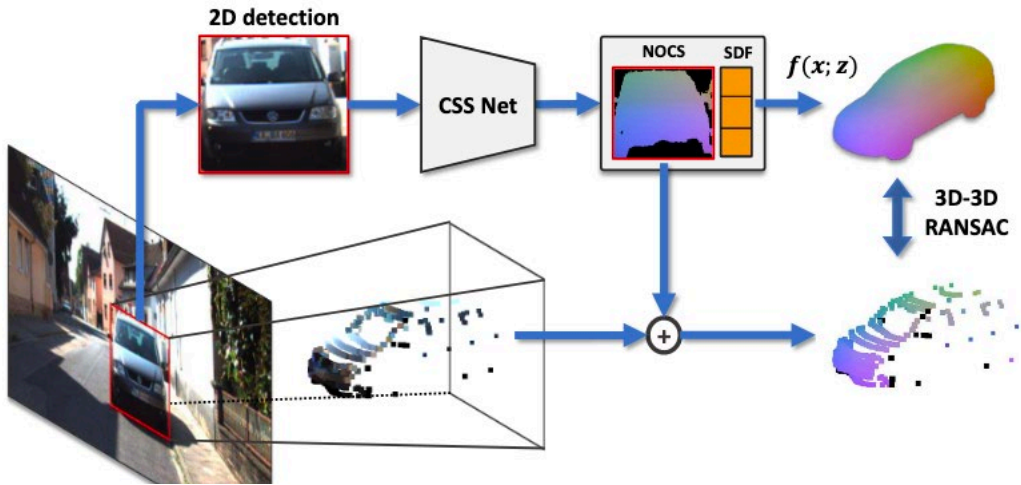 2D detection
CSS Net
NOCS
SDF
f(x; z)
3D-3D
RANSAC
+